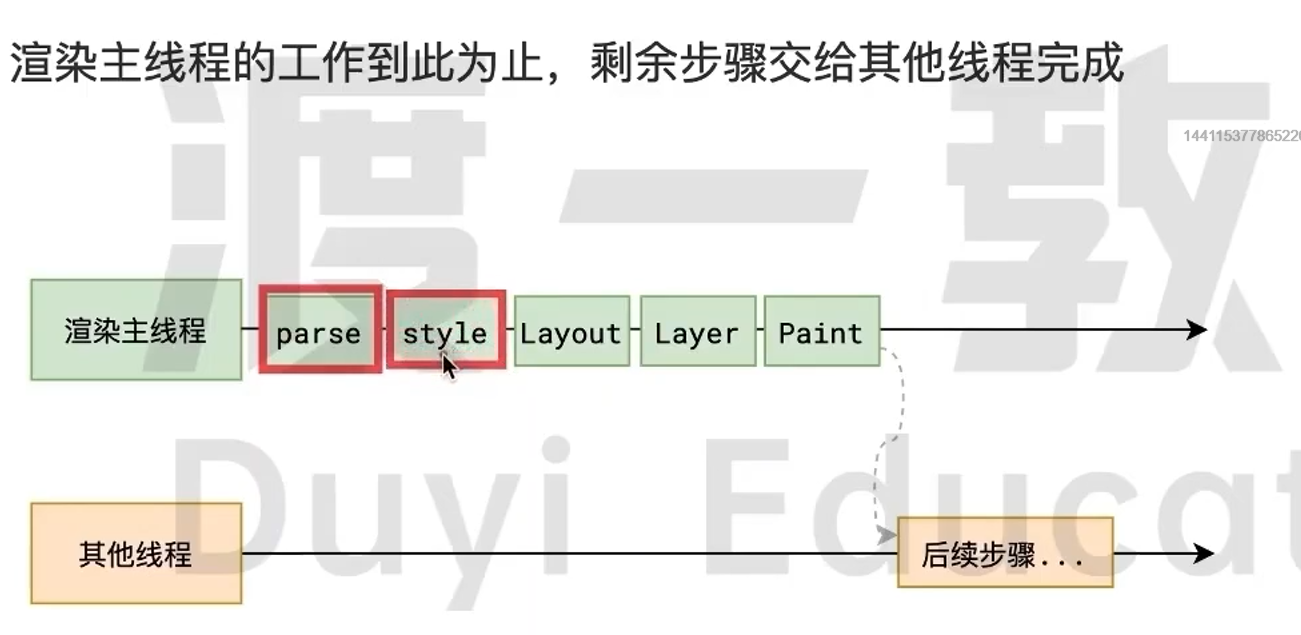 渲染主线程的工作到此为止，剩余步骤交给其他线程完成
渡一教
144115377865220
渲染主线程 parse style Layout Layer Paint
Duyi Educat
其他线程 后续步骤...